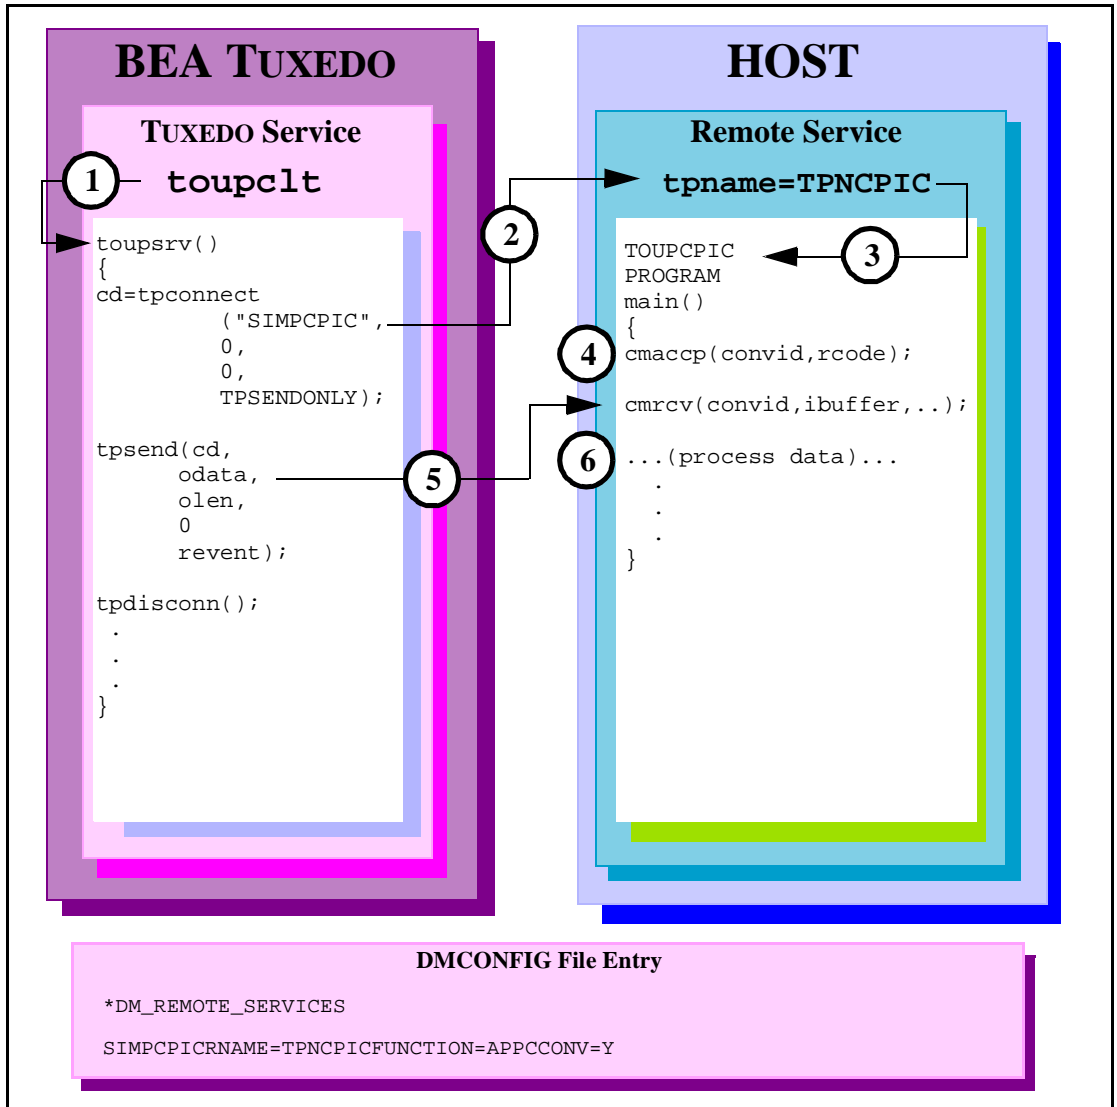 BEA TUXEDO
TUXEDO Service
1
toupclt
toupsrv()
{
cd=tpconnect
("SIMPCPIC",
0,
0,
TPSENDONLY);
tpsend(cd,
odata,
olen,
0
revent);
tpdisconn();
.
.
.
}
2
5
HOST
Remote Service
tpname=TPNCPIC
3
TOUPCPIC
PROGRAM
main()
{
4
cmaccp(convid,rcode);
cmrcv(convid,ibuffer,..);
6
...(process data)...
.
.
.
}
DMCONFIG File Entry
*DM_REMOTE_SERVICES
SIMPCPICRNAME=TPNCPICFUNCTION=APPCCONV=Y